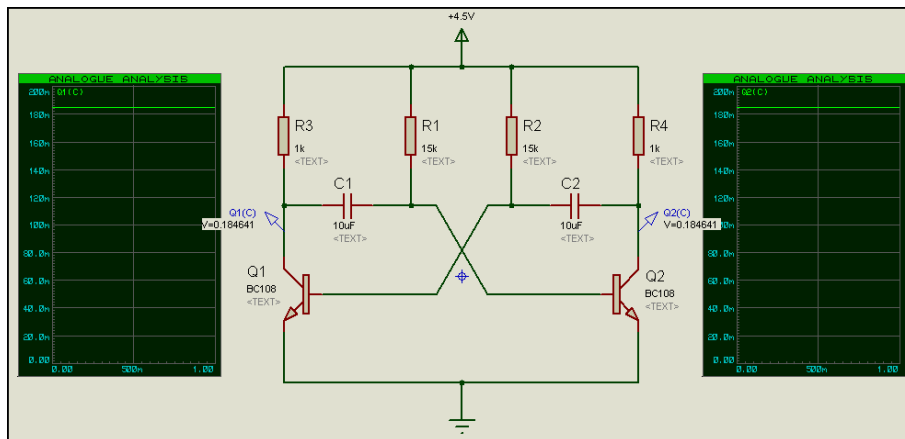 +4.5V
ANALOGUE ANALYSIS
200m
Q1(C)
180m
160m
140m
120m
100m
80.0m
60.0m
40.0m
20.0m
0.00
0.00 500m 1.00
R3
1k
<TEXT>
R1
15k
<TEXT>
R2
15k
<TEXT>
R4
1k
<TEXT>
C1
10uF
<TEXT>
C2
10uF
<TEXT>
Q1(C)
V=0.184641
Q2(C)
V=0.184641
Q1
BC108
<TEXT>
Q2
BC108
<TEXT>
ANALOGUE ANALYSIS
200m
Q2(C)
180m
160m
140m
120m
100m
80.0m
60.0m
40.0m
20.0m
0.00
0.00 500m 1.00